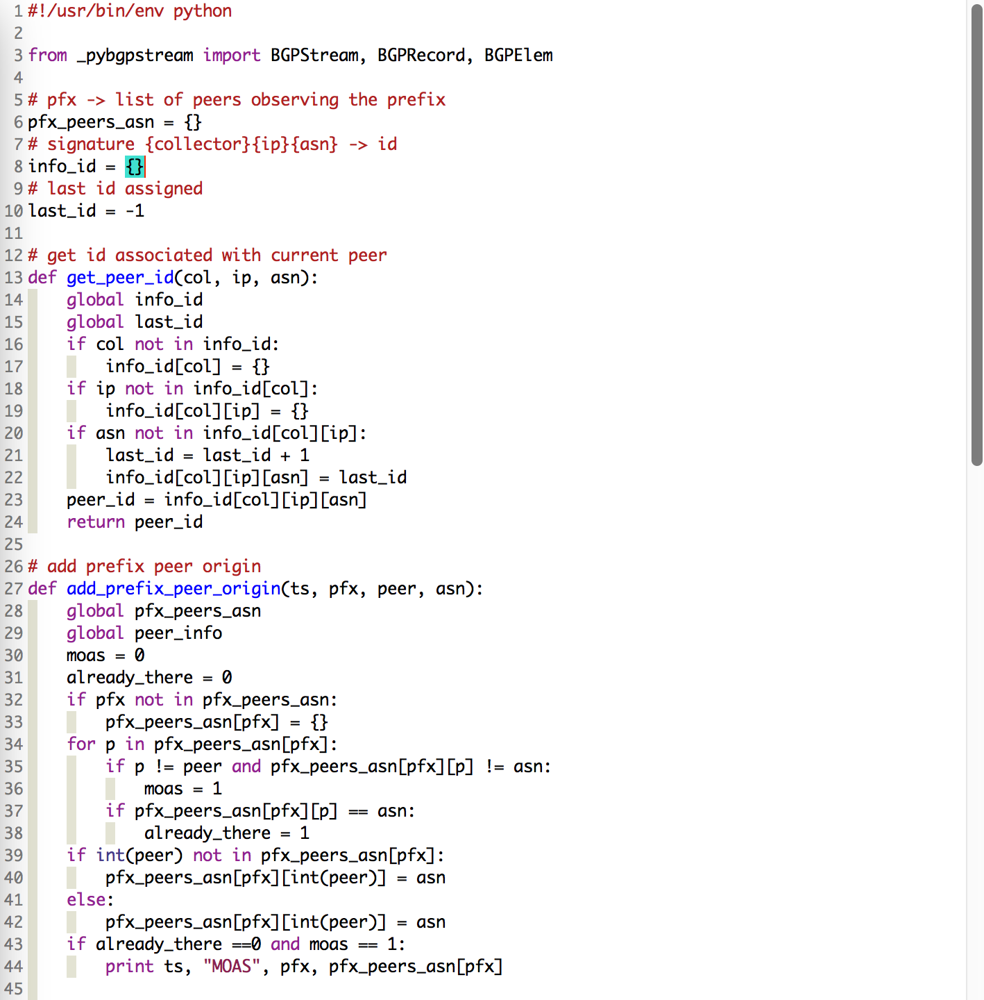 1 #!/usr/bin/env python
2
3 from _pybgpstream import BGPStream, BGPRecord, BGPElem
4
5 # pfx -> list of peers observing the prefix
6 pfx_peers_asn = {}
7 # signature {collector}{ip}{asn} -> id
8 info_id = {}
9 # last id assigned
10 last_id = -1
11
12 # get id associated with current peer
13 def get_peer_id(col, ip, asn):
14     global info_id
15     global last_id
16     if col not in info_id:
17         info_id[col] = {}
18     if ip not in info_id[col]:
19         info_id[col][ip] = {}
20     if asn not in info_id[col][ip]:
21         last_id = last_id + 1
22         info_id[col][ip][asn] = last_id
23     peer_id = info_id[col][ip][asn]
24     return peer_id
25
26 # add prefix peer origin
27 def add_prefix_peer_origin(ts, pfx, peer, asn):
28     global pfx_peers_asn
29     global peer_info
30     moas = 0
31     already_there = 0
32     if pfx not in pfx_peers_asn:
33         pfx_peers_asn[pfx] = {}
34     for p in pfx_peers_asn[pfx]:
35         if p != peer and pfx_peers_asn[pfx][p] != asn:
36             moas = 1
37         if pfx_peers_asn[pfx][p] == asn:
38             already_there = 1
39     if int(peer) not in pfx_peers_asn[pfx]:
40         pfx_peers_asn[pfx][int(peer)] = asn
41     else:
42         pfx_peers_asn[pfx][int(peer)] = asn
43     if already_there ==0 and moas == 1:
44         print ts, "MOAS", pfx, pfx_peers_asn[pfx]
45